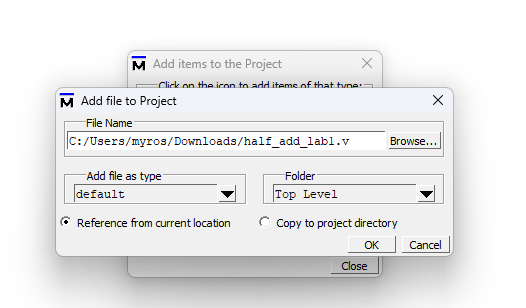 Add items to the Project
Click on the icon to add items of that type:
Add file to Project
File Name
C:/Users/myros/Downloads/half_add_lab1.v
Browse...
Add file as type
Folder
default
Top Level
Reference from current location
Copy to project directory
OK
Cancel
Close